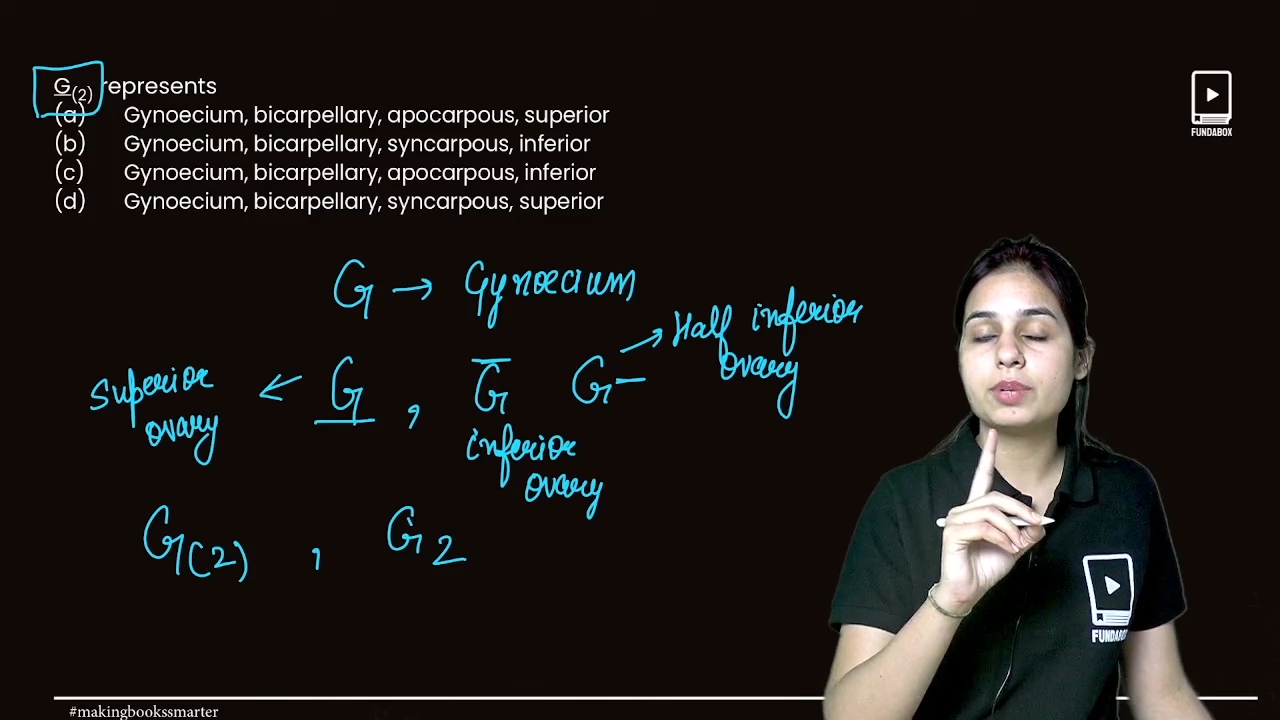 G(2) represents
(a) Gynoecium, bicarpellary, apocarpous, superior
(b) Gynoecium, bicarpellary, syncarpous, inferior
(c) Gynoecium, bicarpellary, apocarpous, inferior
(d) Gynoecium, bicarpellary, syncarpous, superior
FUNDABOX
G → Gynoecium
Superior ovary ← G , G G– → Half inferior ovary
inferior
ovary
G(2) , G2
FUNDABOX
#makingbookssmarter